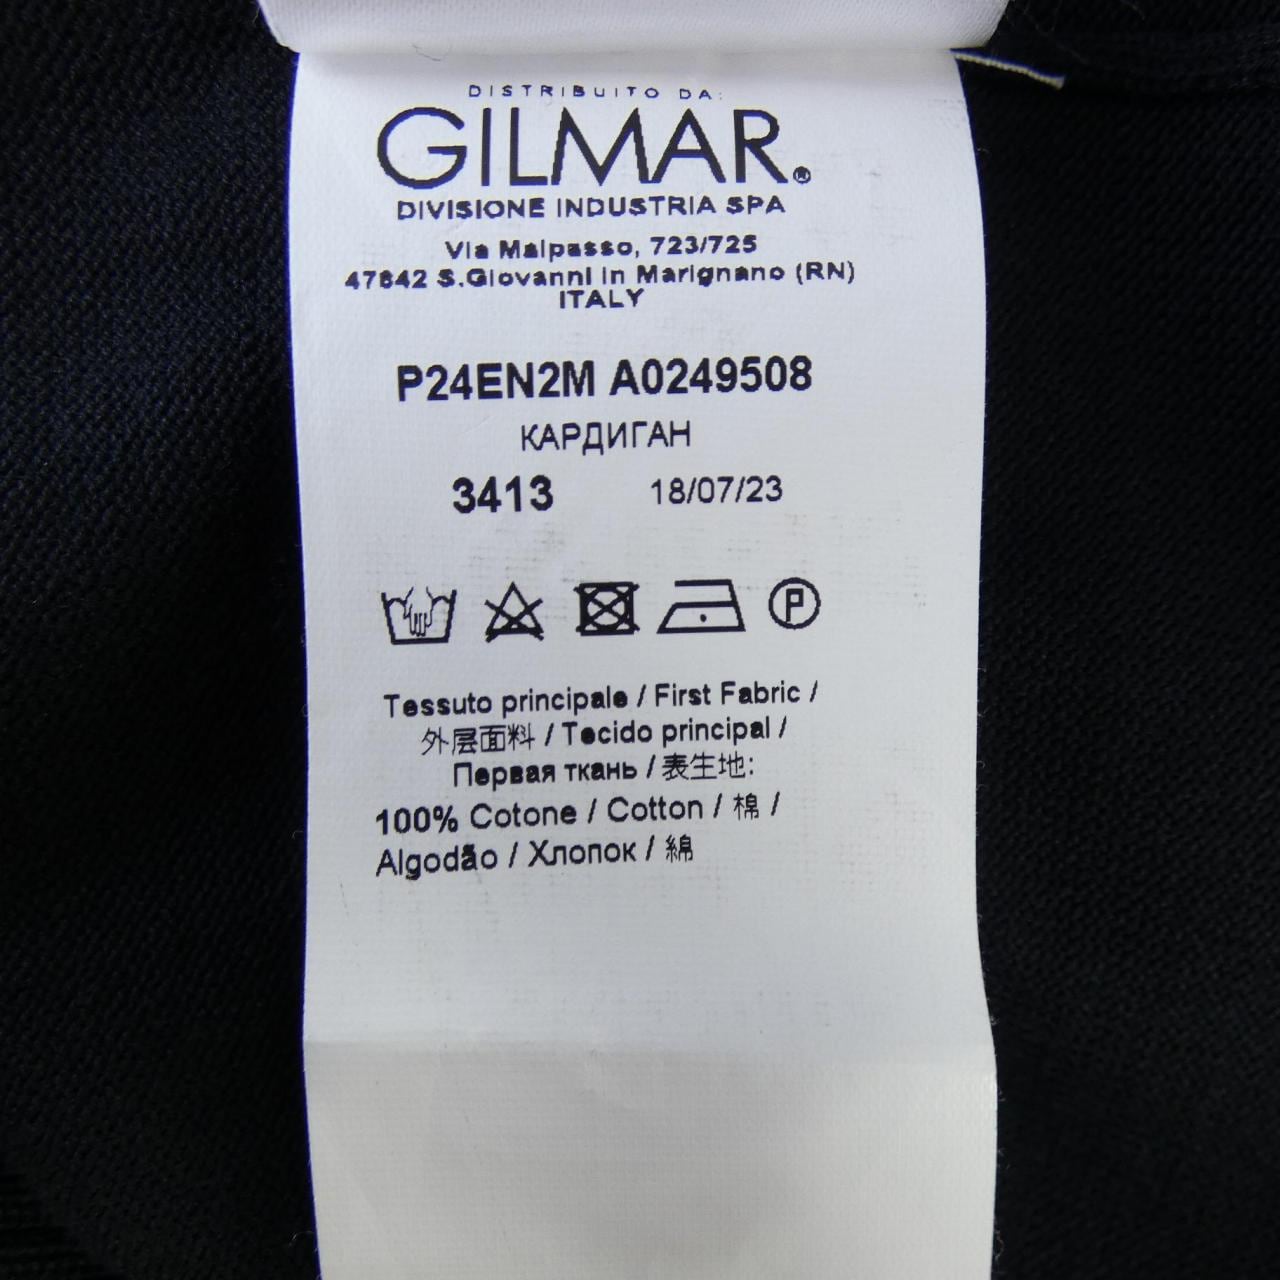 DISTRIBUITO DA:
GILMAR®
DIVISIONE INDUSTRIA SPA
Via Malpasso, 723/725
47842 S.Giovanni in Marignano (RN)
ITALY
P24EN2M A0249508
КАРДИГАН
3413 18/07/23
P
Tessuto principale / First Fabric /
外层面料 / Tecido principal /
Первая ткань / 表生地:
100% Cotone / Cotton / 棉 /
Algodão / Хлопок / 綿